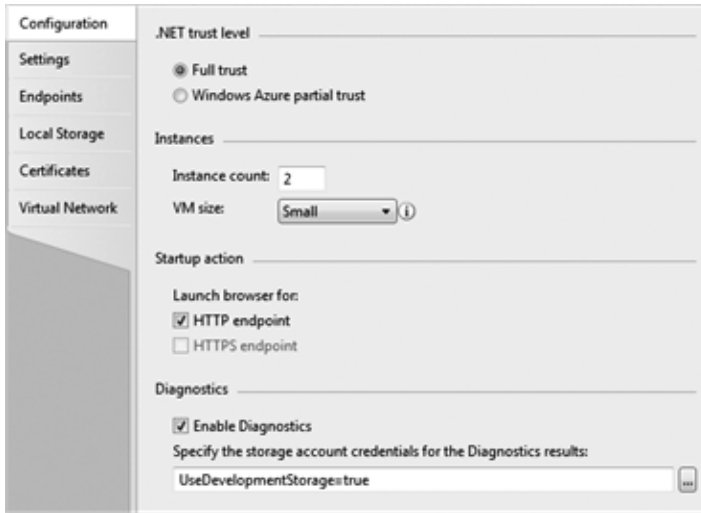 Configuration
Settings
Endpoints
Local Storage
Certificates
Virtual Network
.NET trust level
Full trust
Windows Azure partial trust
Instances
Instance count: 2
VM size: Small
Startup action
Launch browser for:
HTTP endpoint
HTTPS endpoint
Diagnostics
Enable Diagnostics
Specify the storage account credentials for the Diagnostics results:
UseDevelopmentStorage=true
...